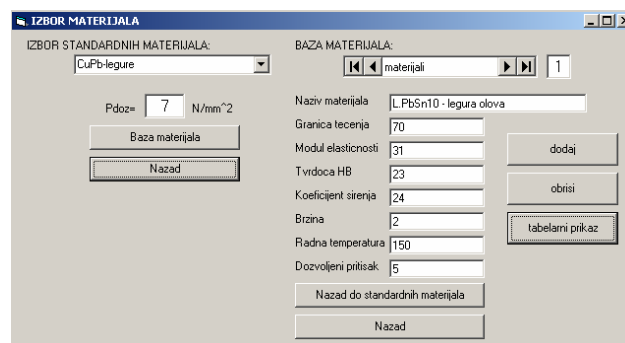 IZBOR MATERIJALA
IZBOR STANDARDNIH MATERIJALA:
CuPb-legure
Pdoz= 7 N/mm^2
Baza materijala
Nazad
BAZA MATERIJALA:
materijali 1
Naziv materijala L.PbSn10 - legura olova
Granica tecenja 70
Modul elasticnosti 31
Tvrdoca HB 23
Koeficijent sirenja 24
Brzina 2
Radna temperatura 150
Dozvoljeni pritisak 5
Nazad do standardnih materijala
Nazad
dodaj
obrisi
tabelarni prikaz